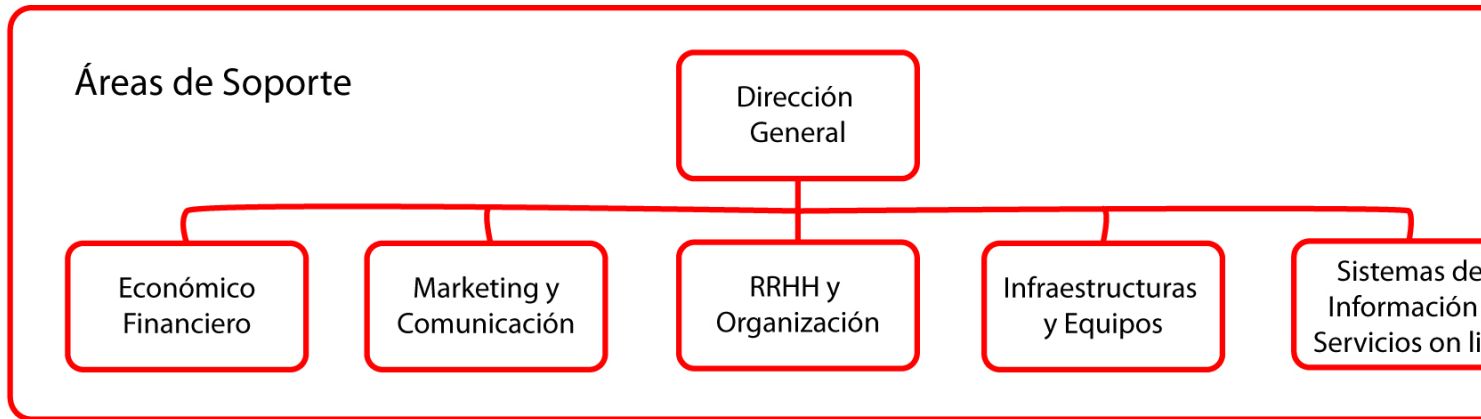 Áreas de Soporte
Dirección
General
Económico
Financiero
Marketing y
Comunicación
RRHH y
Organización
Infraestructuras
y Equipos
Sistemas de
Información
Servicios on